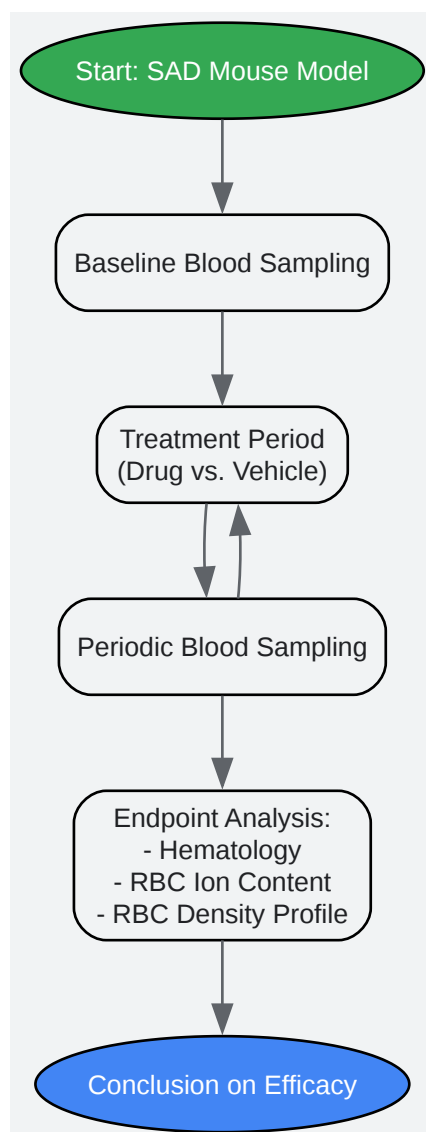 Start: SAD Mouse Model
Baseline Blood Sampling
Treatment Period
(Drug vs. Vehicle)
Periodic Blood Sampling
Endpoint Analysis:
- Hematology
- RBC Ion Content
- RBC Density Profile
Conclusion on Efficacy